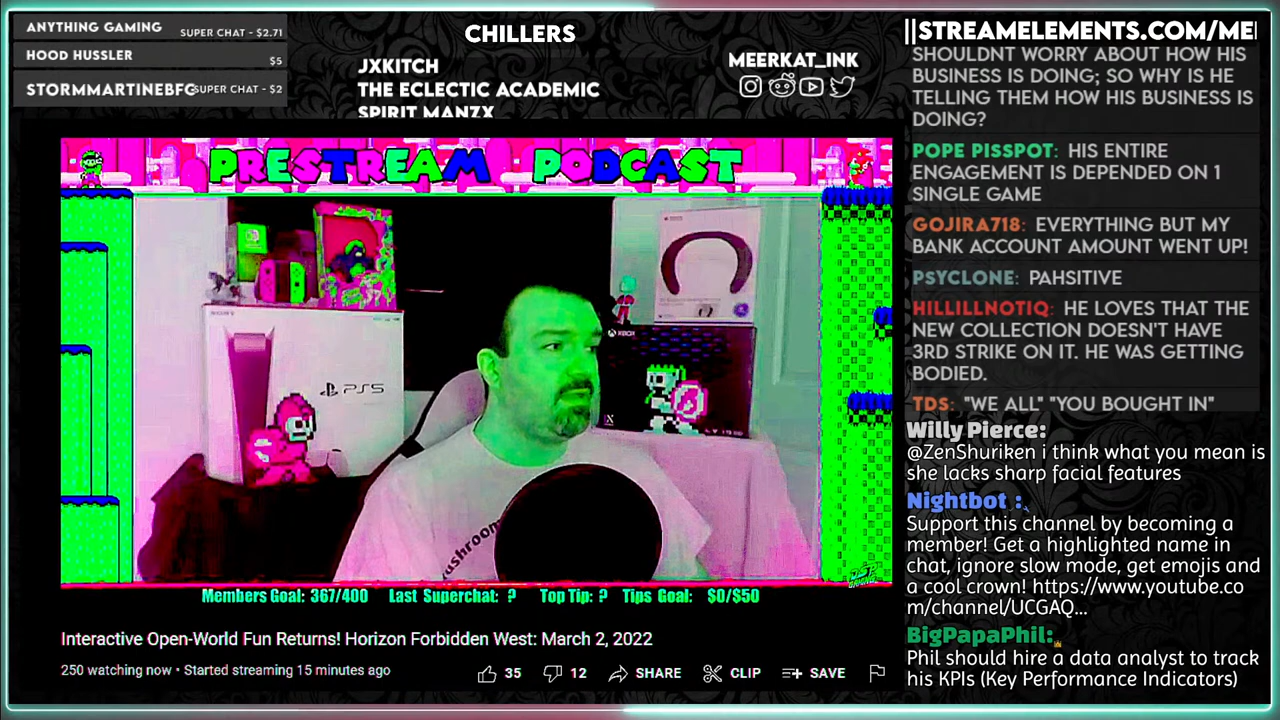 ANYTHING GAMING SUPER CHAT - $2.71
HOOD HUSSLER $5
STORMMARTINEBFG SUPER CHAT - $2
CHILLERS
JXKITCH
THE ECLECTIC ACADEMIC
SPIRIT MANZX
MEERKAT_INK
||STREAMELEMENTS.COM/ME
SHOULDNT WORRY ABOUT HOW HIS
BUSINESS IS DOING; SO WHY IS HE
TELLING THEM HOW HIS BUSINESS IS
DOING?
POPE PISSPOT: HIS ENTIRE
ENGAGEMENT IS DEPENDED ON 1
SINGLE GAME
GOJIRA718: EVERYTHING BUT MY
BANK ACCOUNT AMOUNT WENT UP!
PSYCLONE: PAHSITIVE
HILLILLNOTIQ: HE LOVES THAT THE
NEW COLLECTION DOESN'T HAVE
3RD STRIKE ON IT. HE WAS GETTING
BODIED.
TDS: "WE ALL" "YOU BOUGHT IN"
Willy Pierce:
@ZenShuriken i think what you mean is
she lacks sharp facial features
Nightbot :
Support this channel by becoming a
member! Get a highlighted name in
chat, ignore slow mode, get emojis and
a cool crown! https://www.youtube.co
m/channel/UCGAQ...
BigPapaPhil:
Phil should hire a data analyst to track
his KPIs (Key Performance Indicators)
PRESTREAM PODCAST
SONY
PS5
XBOX
ushroom
DSP
GAMING
Members Goal: 367/400 Last Superchat: ? Top Tip: ? Tips Goal: $0/$50
Interactive Open-World Fun Returns! Horizon Forbidden West: March 2, 2022
250 watching now • Started streaming 15 minutes ago
35 12 SHARE CLIP SAVE